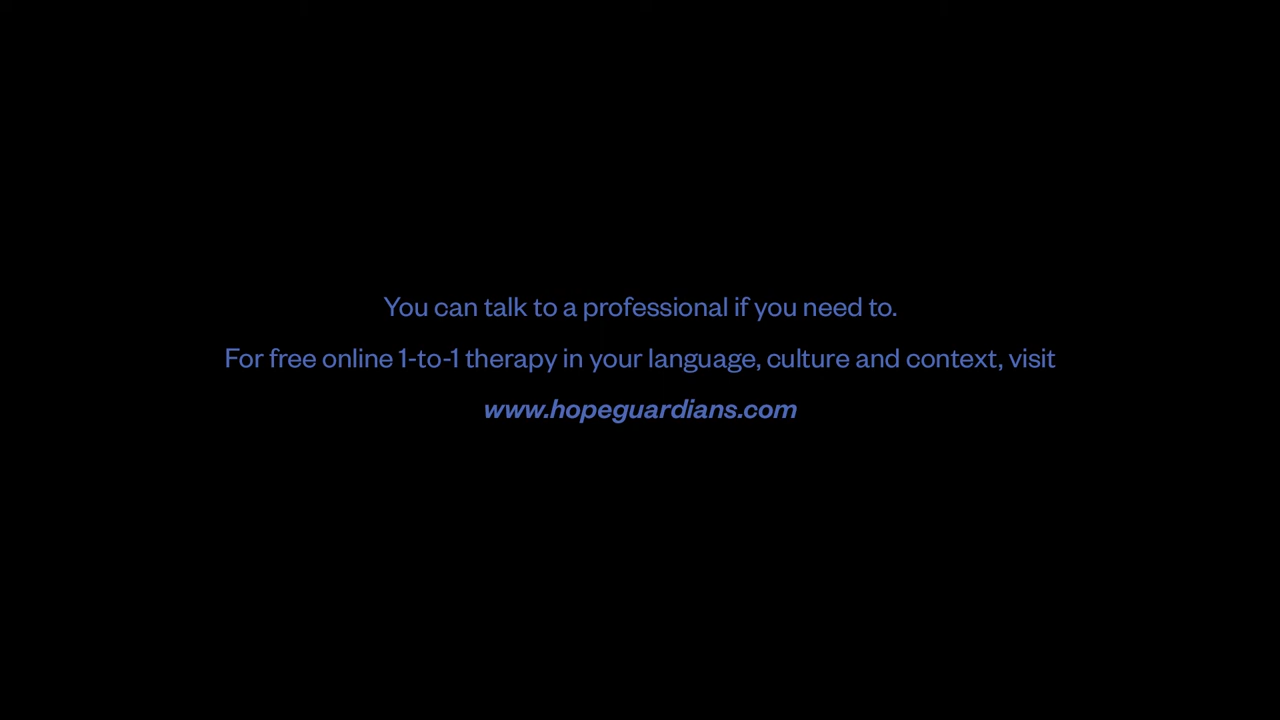 You can talk to a professional if you need to.
For free online 1-to-1 therapy in your language, culture and context, visit
www.hopeguardians.com